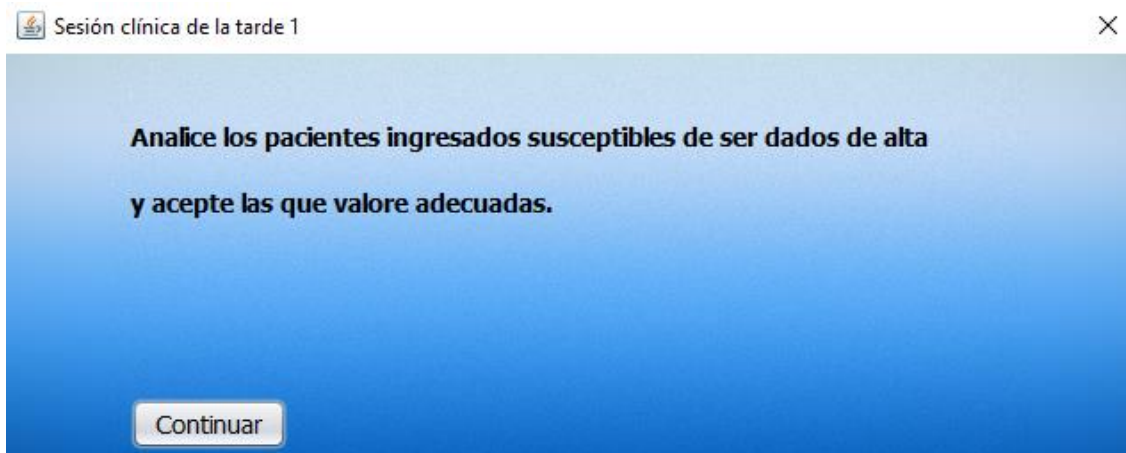 Sesión clínica de la tarde 1
Analice los pacientes ingresados susceptibles de ser dados de alta
y acepte las que valore adecuadas.
Continuar